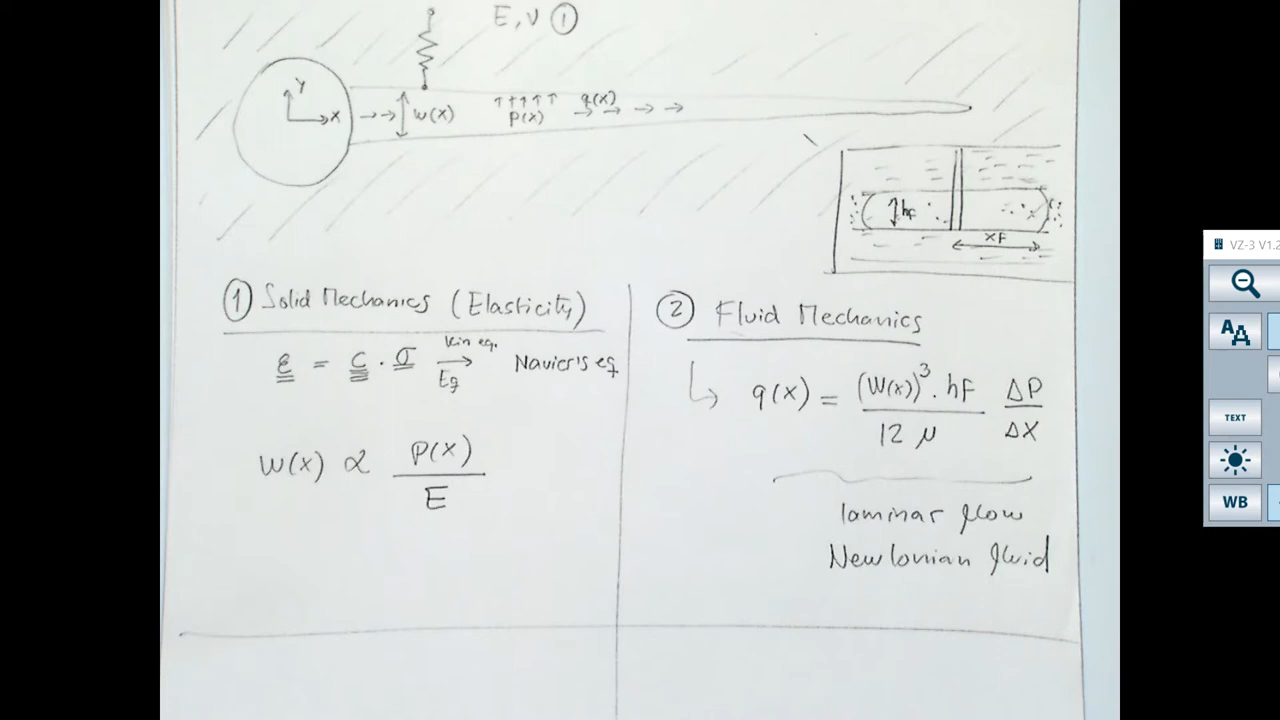 E, ν ①
y
x
w(x)
↑↑↑↑↑
p(x)
q(x)
→ → → →
hf
xf
① Solid Mechanics (Elasticity)
ε = C · σ →
Kin eq.
Eq
Navier's eq
w(x) ∝ p(x) / E
② Fluid Mechanics
↳ q(x) = (w(x))³ · hf / 12 μ ΔP / ΔX
laminar flow
Newtonian fluid
VZ-3 V1.2
AA
TEXT
WB